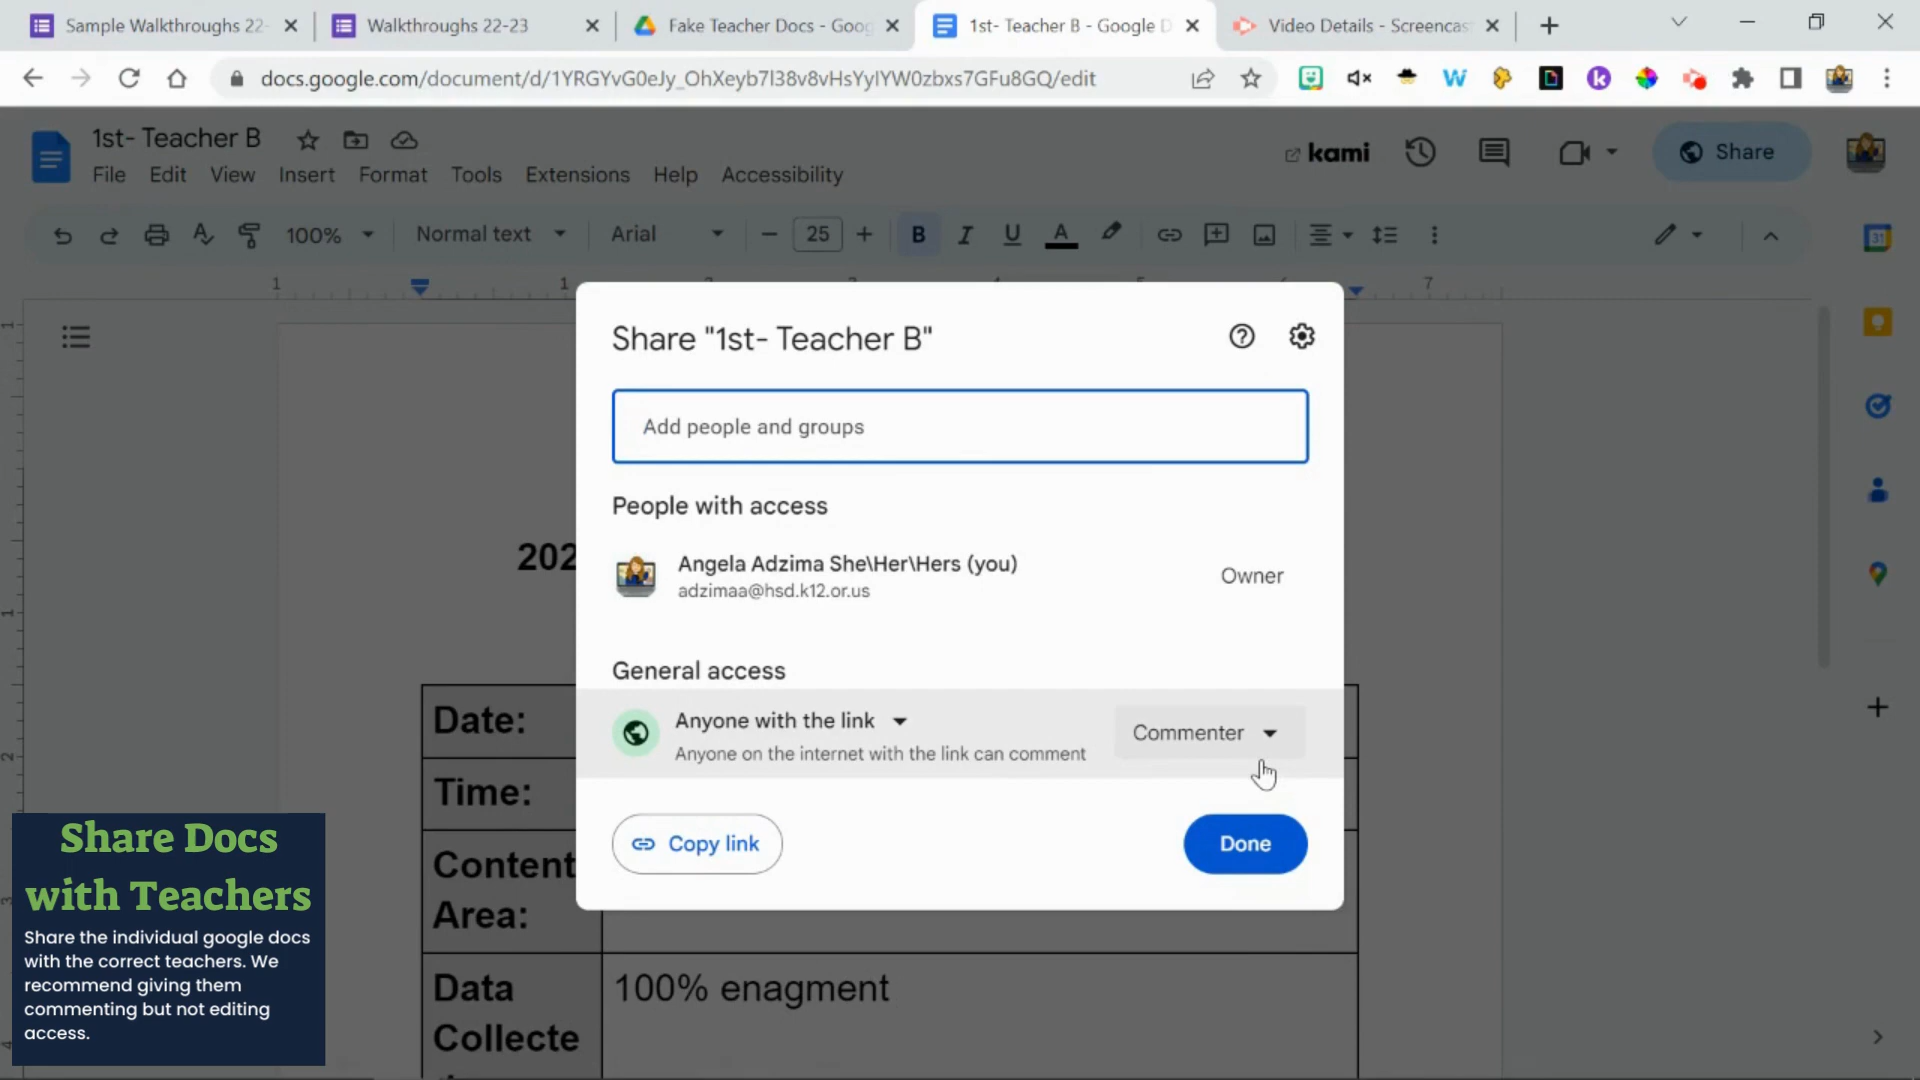 Sample Walkthroughs 22-
Walkthroughs 22-23
Fake Teacher Docs - Goog
1st- Teacher B - Google D
Video Details - Screencas
docs.google.com/document/d/1YRGYvG0eJy_OhXeyb7l38v8vHsYylYW0zbxs7GFu8GQ/edit
1st- Teacher B
kami
Share
File Edit View Insert Format Tools Extensions Help Accessibility
100%
Normal text
Arial
25
B I U A
31
1 1 7
Share "1st- Teacher B"
Add people and groups
People with access
202
Angela Adzima She\Her\Hers (you)
adzimaa@hsd.k12.or.us
Owner
General access
Anyone with the link
Anyone on the internet with the link can comment
Commenter
Copy link
Done
Date:
Time:
Content
Area:
Data
Collecte
100% enagment
Share Docs
with Teachers
Share the individual google docs
with the correct teachers. We
recommend giving them
commenting but not editing
access.